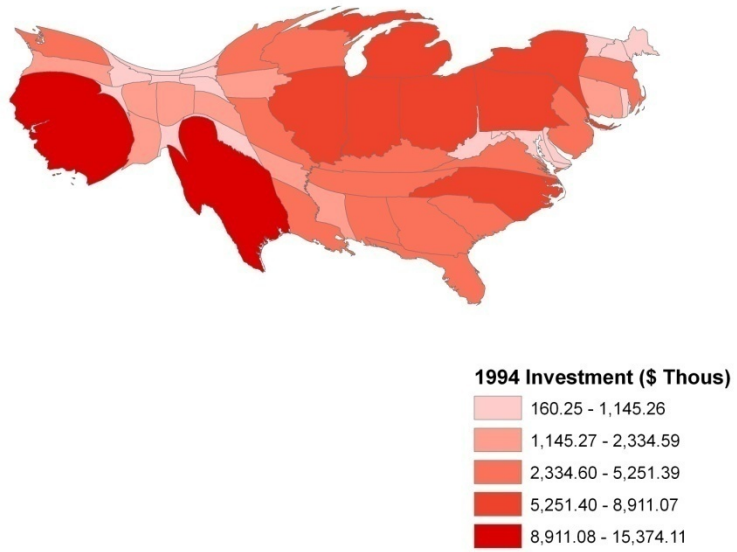 1994 Investment ($ Thous)
160.25 - 1,145.26
1,145.27 - 2,334.59
2,334.60 - 5,251.39
5,251.40 - 8,911.07
8,911.08 - 15,374.11